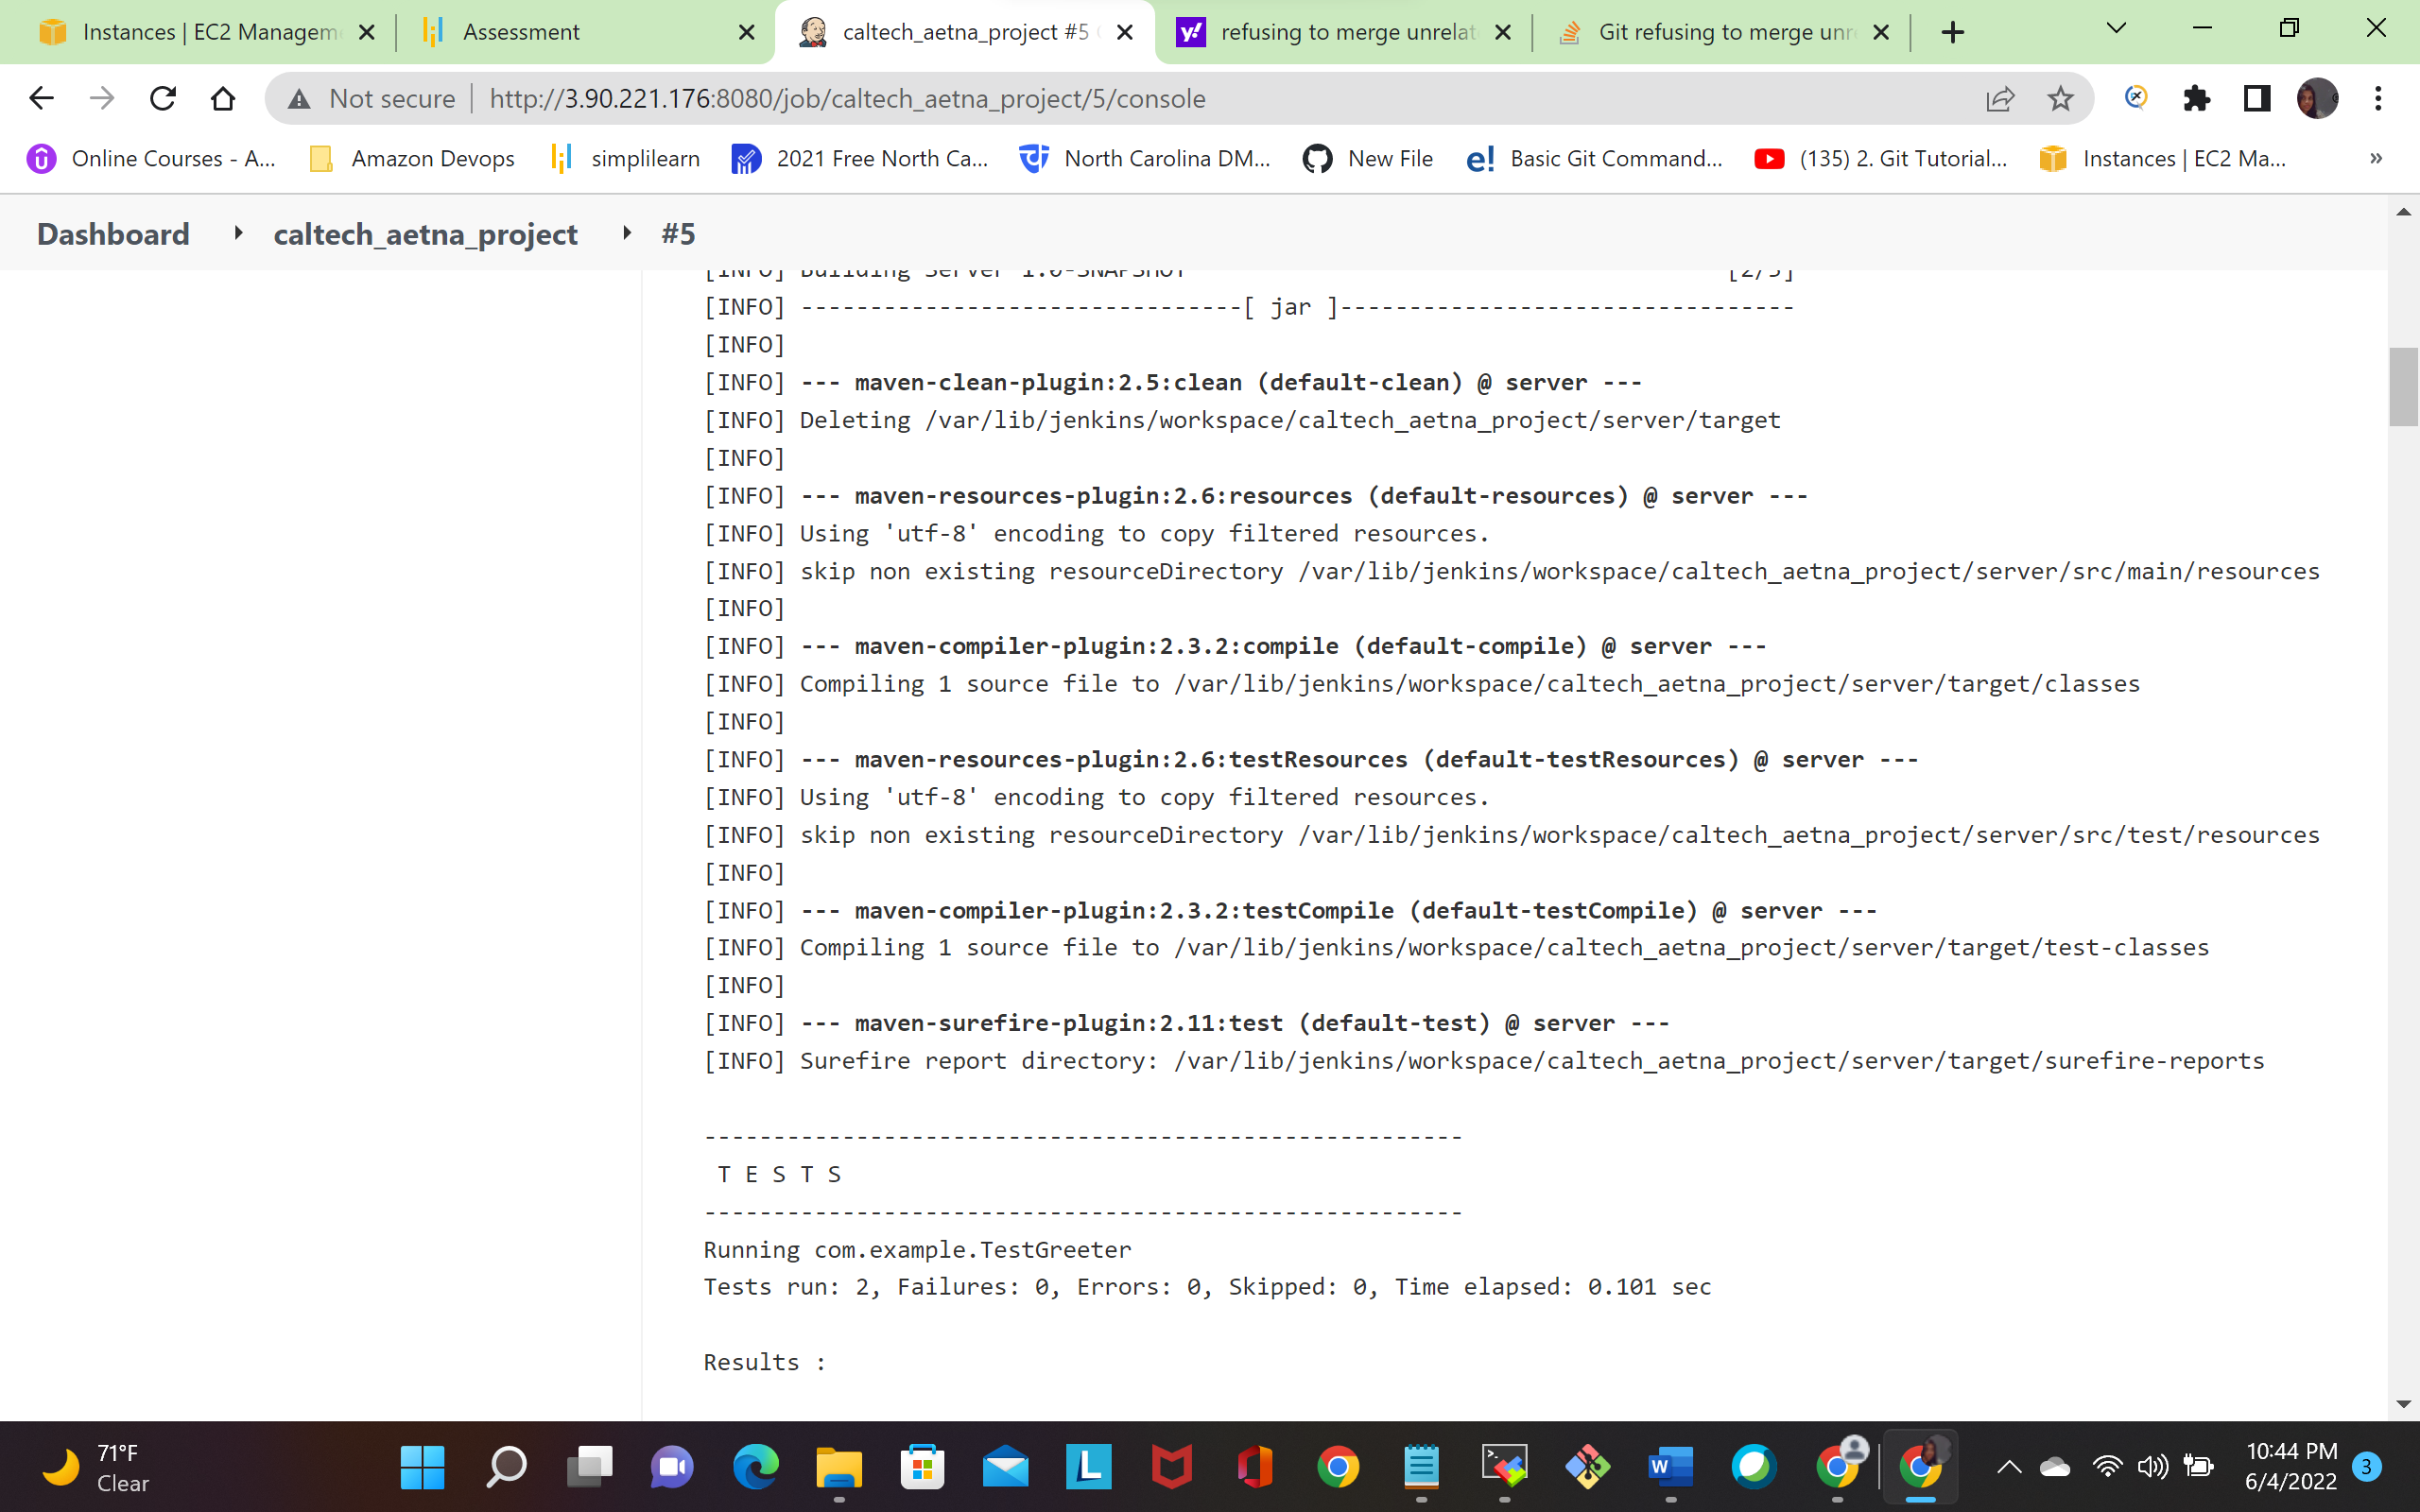 Instances | EC2 Managem
Assessment
caltech_aetna_project #5
refusing to merge unrelat
Git refusing to merge unr
Not secure
http://3.90.221.176:8080/job/caltech_aetna_project/5/console
Online Courses - A...
Amazon Devops
simplilearn
2021 Free North Ca...
North Carolina DM...
New File
Basic Git Command...
(135) 2. Git Tutorial...
Instances | EC2 Ma...
»
Dashboard
caltech_aetna_project
#5
[INFO] Building Server 1.0-SNAPSHOT [2/3]
[INFO] --------------------------------[ jar ]---------------------------------
[INFO]
[INFO] --- maven-clean-plugin:2.5:clean (default-clean) @ server ---
[INFO] Deleting /var/lib/jenkins/workspace/caltech_aetna_project/server/target
[INFO]
[INFO] --- maven-resources-plugin:2.6:resources (default-resources) @ server ---
[INFO] Using 'utf-8' encoding to copy filtered resources.
[INFO] skip non existing resourceDirectory /var/lib/jenkins/workspace/caltech_aetna_project/server/src/main/resources
[INFO]
[INFO] --- maven-compiler-plugin:2.3.2:compile (default-compile) @ server ---
[INFO] Compiling 1 source file to /var/lib/jenkins/workspace/caltech_aetna_project/server/target/classes
[INFO]
[INFO] --- maven-resources-plugin:2.6:testResources (default-testResources) @ server ---
[INFO] Using 'utf-8' encoding to copy filtered resources.
[INFO] skip non existing resourceDirectory /var/lib/jenkins/workspace/caltech_aetna_project/server/src/test/resources
[INFO]
[INFO] --- maven-compiler-plugin:2.3.2:testCompile (default-testCompile) @ server ---
[INFO] Compiling 1 source file to /var/lib/jenkins/workspace/caltech_aetna_project/server/target/test-classes
[INFO]
[INFO] --- maven-surefire-plugin:2.11:test (default-test) @ server ---
[INFO] Surefire report directory: /var/lib/jenkins/workspace/caltech_aetna_project/server/target/surefire-reports
-------------------------------------------------------
T E S T S
-------------------------------------------------------
Running com.example.TestGreeter
Tests run: 2, Failures: 0, Errors: 0, Skipped: 0, Time elapsed: 0.101 sec
Results :
71°F
Clear
10:44 PM
6/4/2022
3